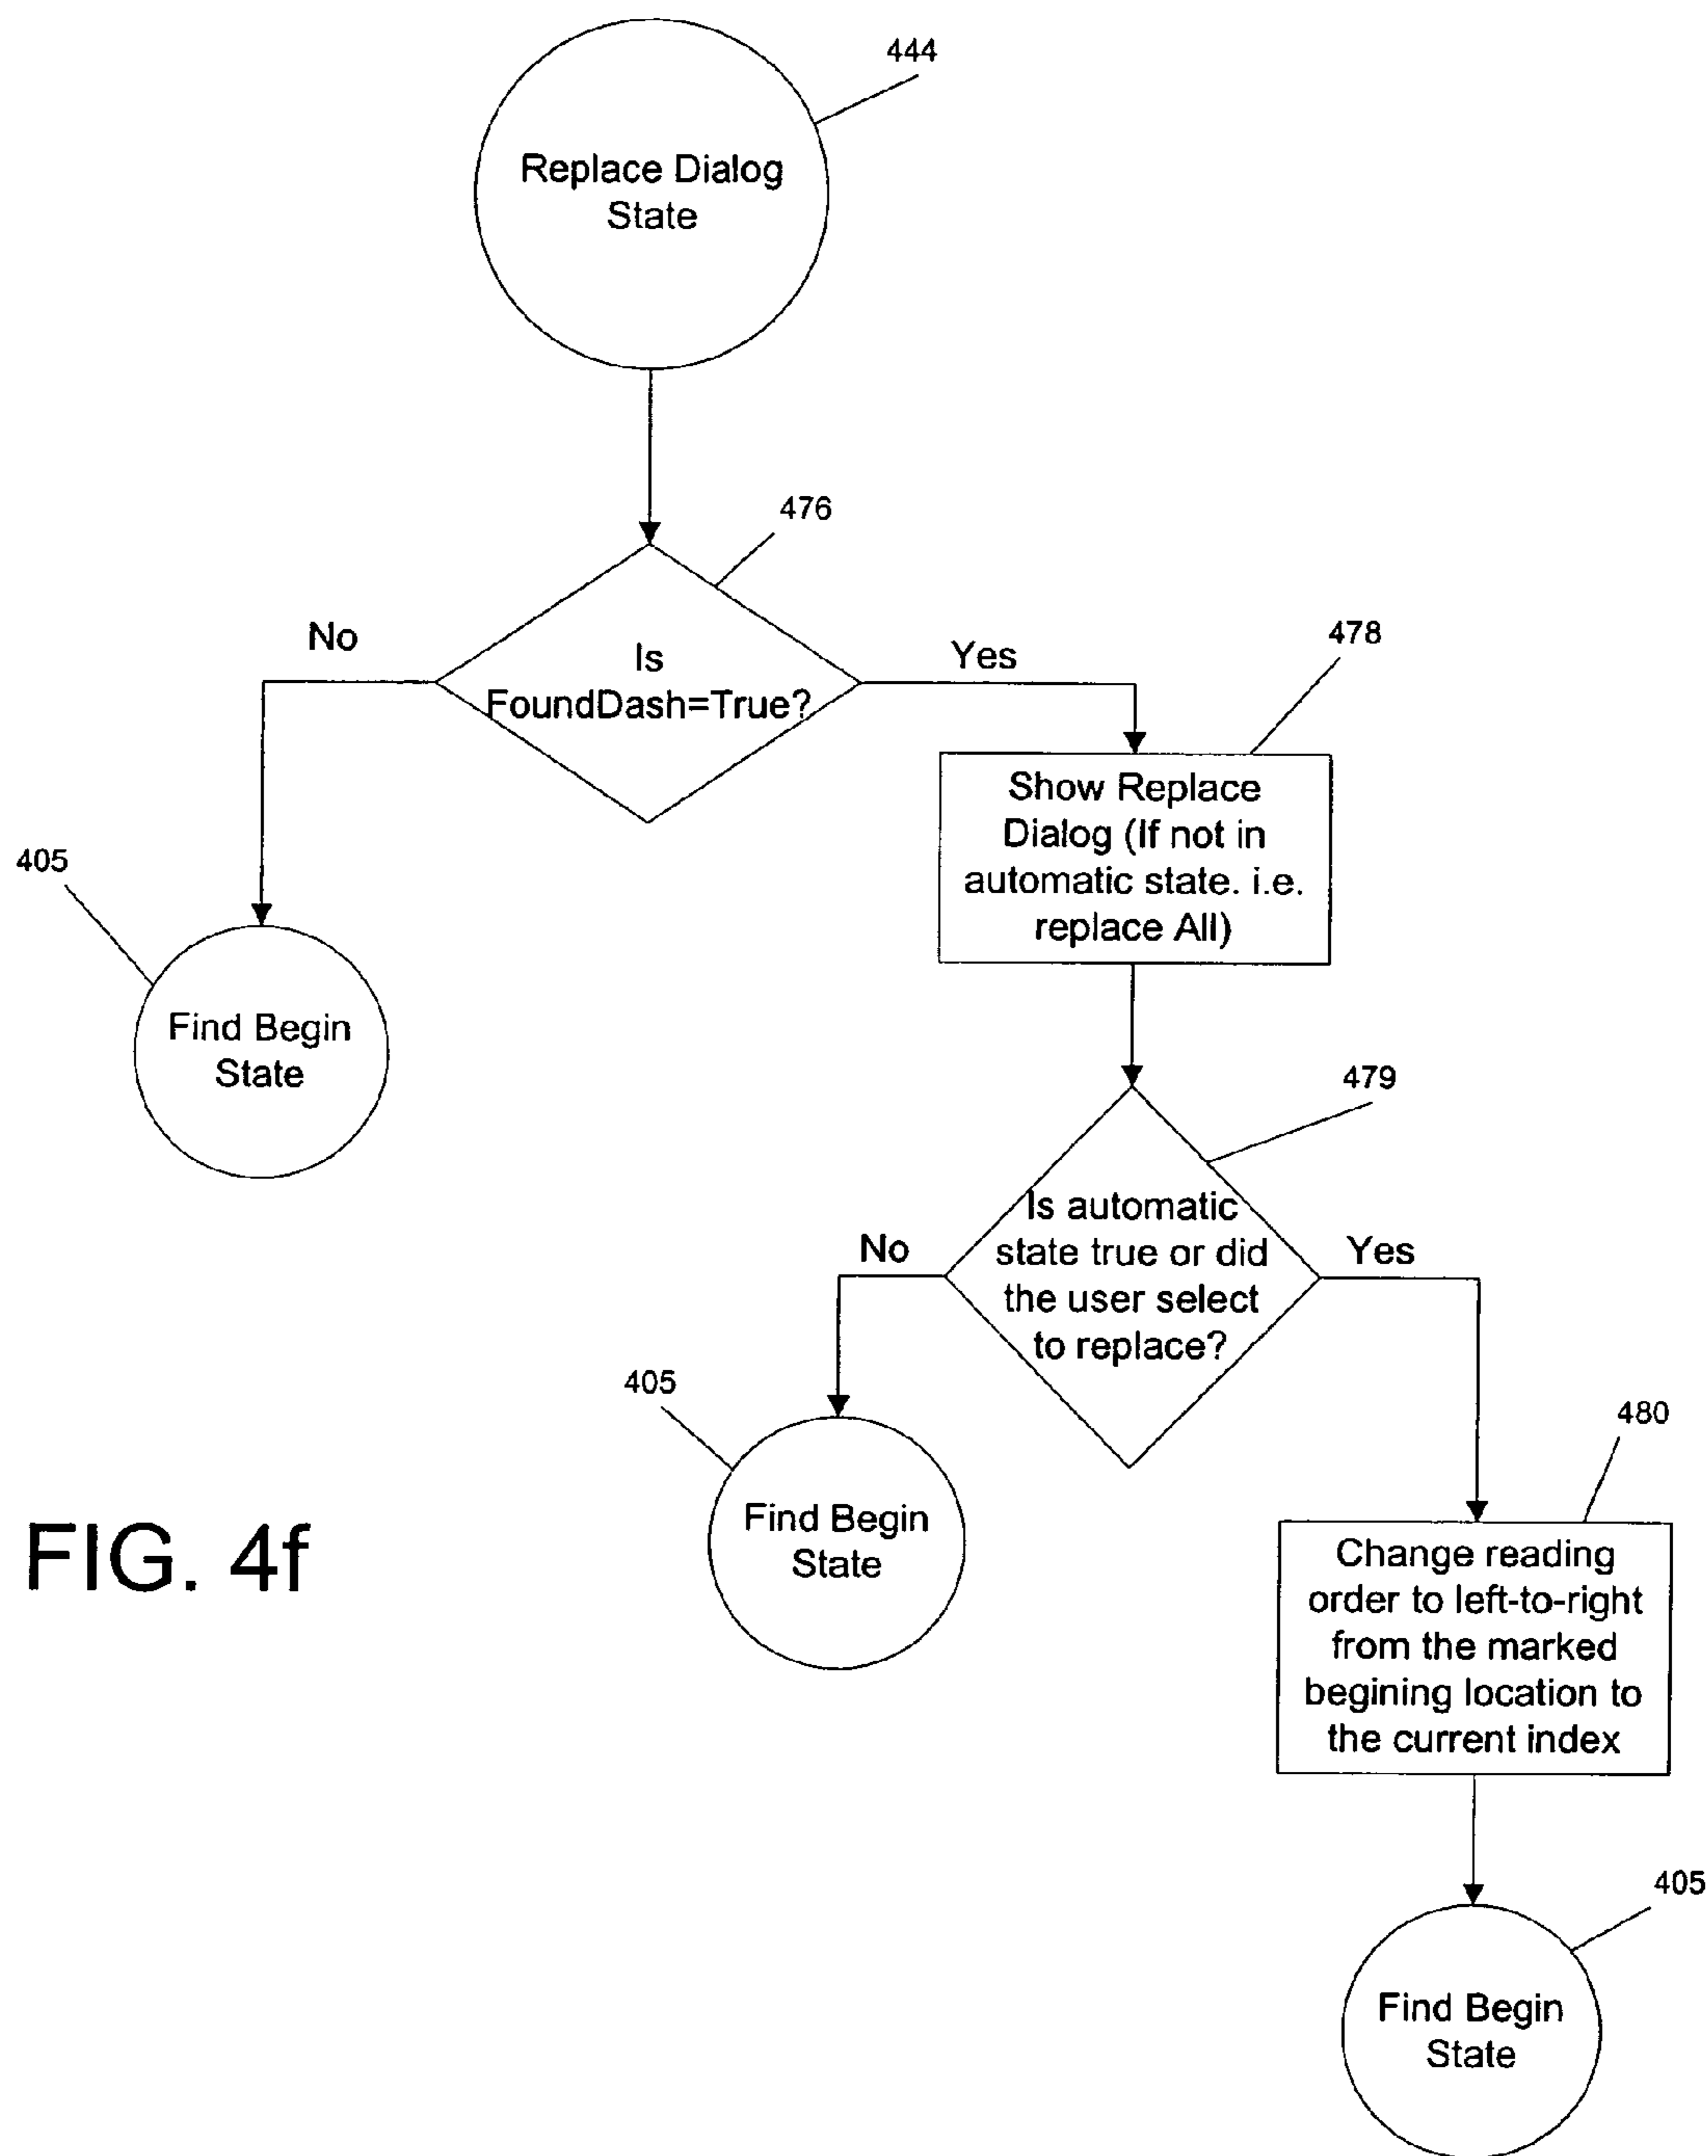 444
Replace Dialog
State
476
No
Is
FoundDash=True?
Yes
478
Show Replace
Dialog (If not in
automatic state. i.e.
replace All)
405
Find Begin
State
479
Is automatic
state true or did
the user select
to replace?
No
Yes
405
Find Begin
State
480
Change reading
order to left-to-right
from the marked
begining location to
the current index
FIG. 4f
405
Find Begin
State